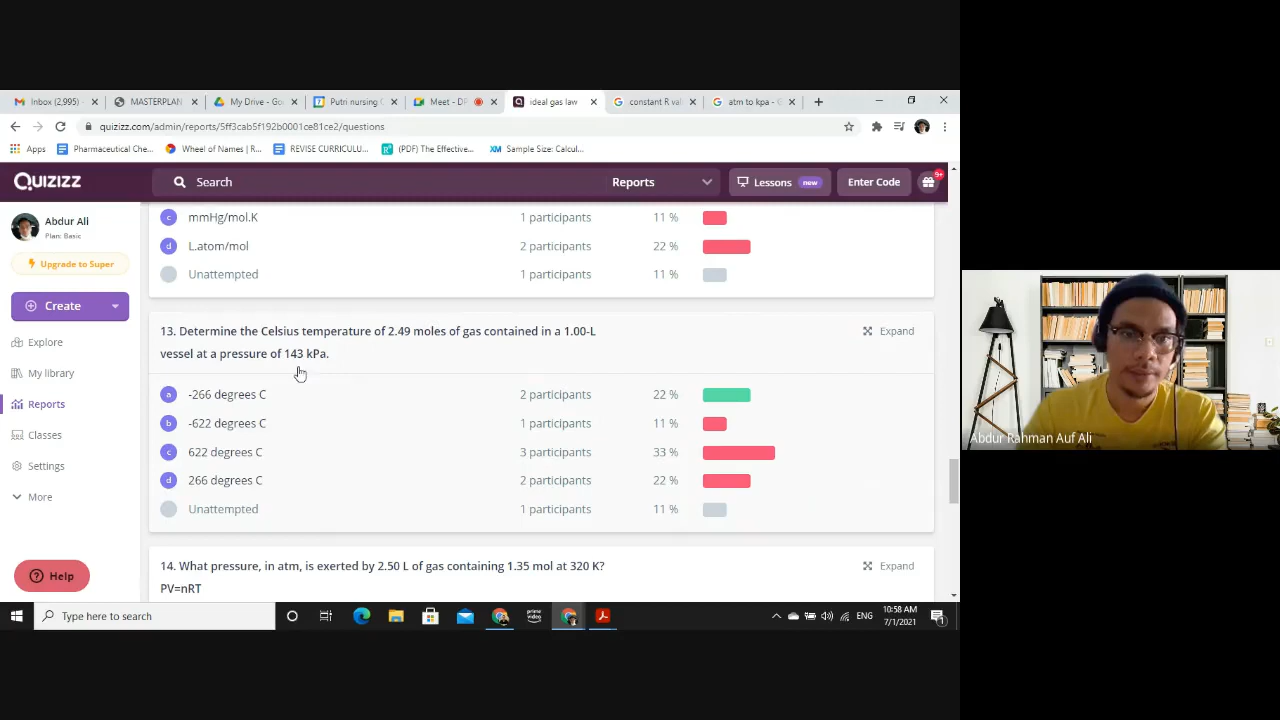 Inbox (2,995)
MASTERPLAN
My Drive - Go
Putri nursing
Meet - DP
ideal gas law
constant R val
atm to kpa - G
quizizz.com/admin/reports/5ff3cab5f192b0001ce81ce2/questions
Apps
Pharmaceutical Che...
Wheel of Names | R...
REVISE CURRICULU...
(PDF) The Effective...
XM Sample Size: Calcul...
QUIZIZZ
Search
Reports
Lessons new
Enter Code
9+
Abdur Ali
Plan: Basic
Upgrade to Super
Create
Explore
My library
Reports
Classes
Settings
More
Help
c mmHg/mol.K 1 participants 11 %
d L.atom/mol 2 participants 22 %
Unattempted 1 participants 11 %
13. Determine the Celsius temperature of 2.49 moles of gas contained in a 1.00-L
vessel at a pressure of 143 kPa.
Expand
a -266 degrees C 2 participants 22 %
b -622 degrees C 1 participants 11 %
c 622 degrees C 3 participants 33 %
d 266 degrees C 2 participants 22 %
Unattempted 1 participants 11 %
14. What pressure, in atm, is exerted by 2.50 L of gas containing 1.35 mol at 320 K?
PV=nRT
Expand
Type here to search
prime video
ENG
10:58 AM
7/1/2021
1
Abdur Rahman Auf Ali